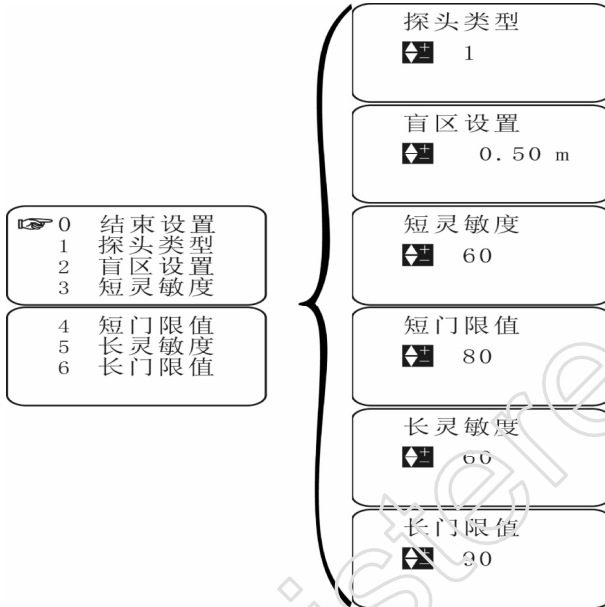 0 结束设置
1 探头类型
2 盲区设置
3 短灵敏度
4 短门限值
5 长灵敏度
6 长门限值
探头类型
1
盲区设置
0.50 m
短灵敏度
60
短门限值
80
长灵敏度
60
长门限值
90